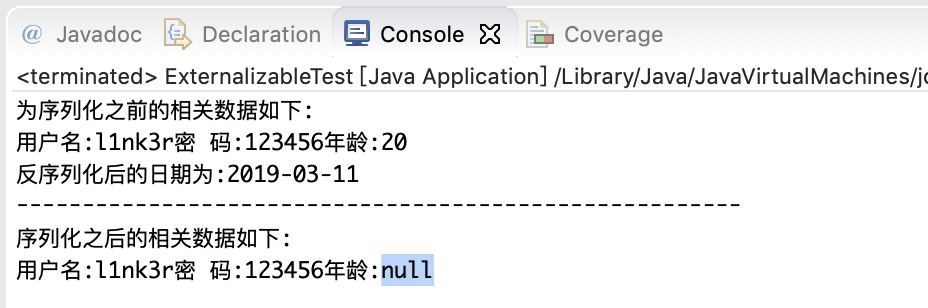 @ Javadoc Declaration Console Coverage
<terminated> ExternalizableTest [Java Application] /Library/Java/JavaVirtualMachines/jd
为序列化之前的相关数据如下:
用户名:l1nk3r密 码:123456年龄:20
反序列化后的日期为:2019-03-11
-------------------------------------------------------
序列化之后的相关数据如下:
用户名:l1nk3r密 码:123456年龄:null